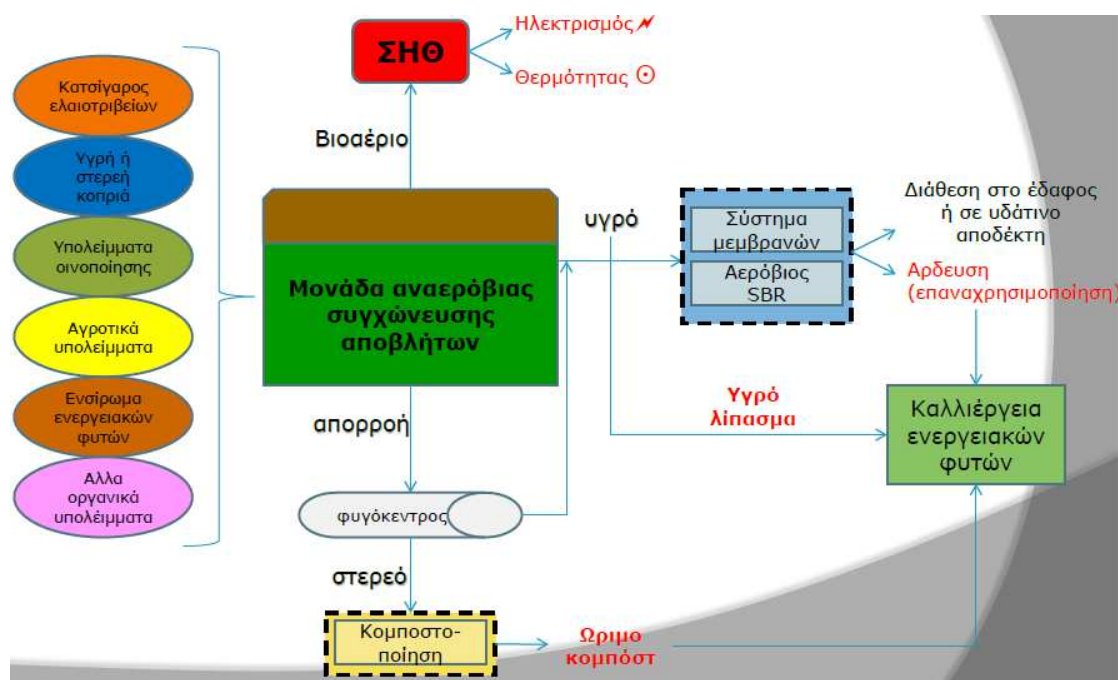 ΣΗΘ
Ηλεκτρισμός
Θερμότητας
Κατσίγαρος
ελαιοτριβείων
Υγρή ή
στερεή
κοπριά
Υπολείμματα
οινοποίησης
Αγροτικά
υπολείμματα
Ενσίρωμα
ενεργειακών
φυτών
Αλλα
οργανικά
υπολέιμματα
Βιοαέριο
Μονάδα αναερόβιας
συγχώνευσης
αποβλήτων
υγρό
Σύστημα
μεμβρανών
Αερόβιος
SBR
Διάθεση στο έδαφος
ή σε υδάτινο
αποδέκτη
Αρδευση
(επαναχρησιμοποίηση)
απορροή
Υγρό
λίπασμα
Καλλιέργεια
ενεργειακών
φυτών
φυγόκεντρος
στερεό
Κομποστο-
ποίηση
Ωριμο
κομπόστ